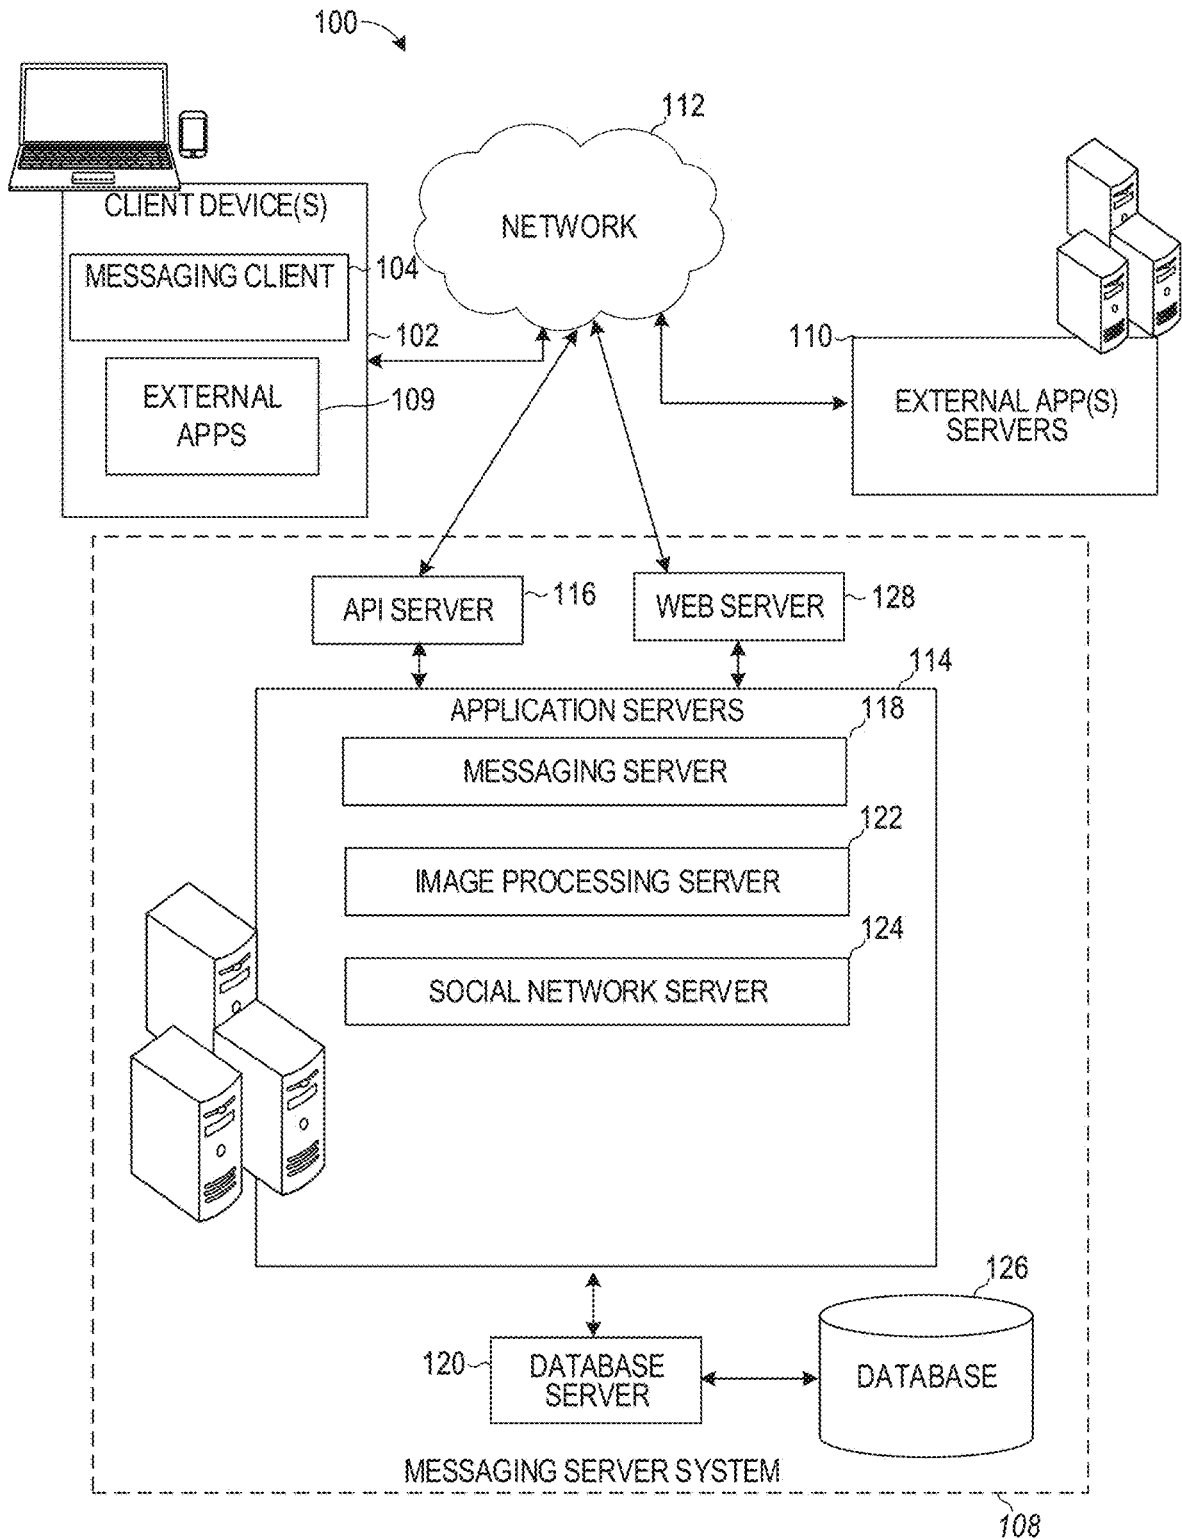 100
112
CLIENT DEVICE(S)
NETWORK
MESSAGING CLIENT
104
102
110
EXTERNAL
APPS
109
EXTERNAL APP(S)
SERVERS
API SERVER
116
WEB SERVER
128
114
APPLICATION SERVERS
118
MESSAGING SERVER
122
IMAGE PROCESSING SERVER
124
SOCIAL NETWORK SERVER
126
120
DATABASE
SERVER
DATABASE
MESSAGING SERVER SYSTEM
108